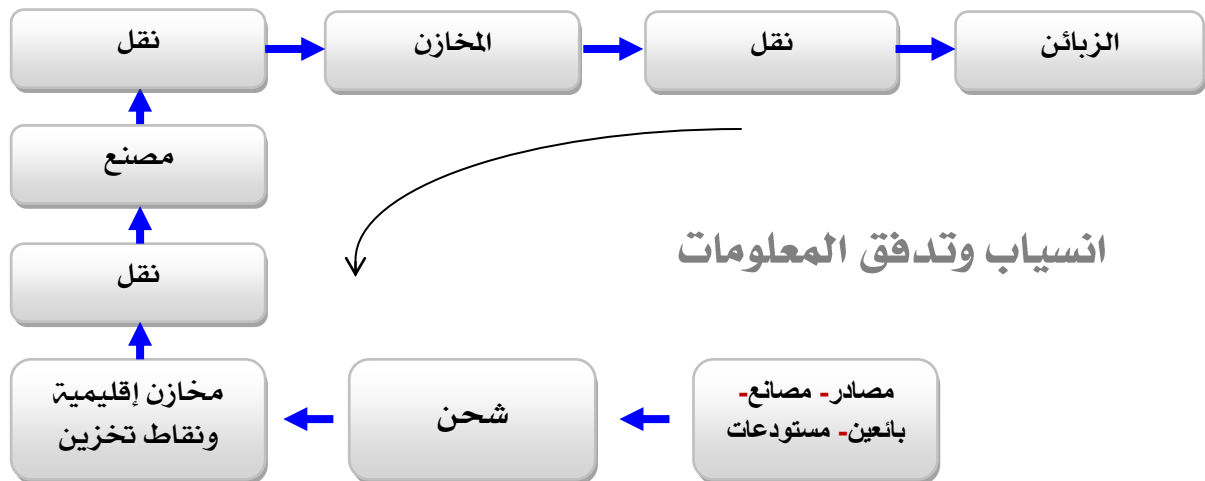 الزبائن
نقل
المخازن
نقل
مصنع
نقل
انسياب وتدفق المعلومات
مصادر- مصانع-
بائعين- مستودعات
شحن
مخازن إقليمية
ونقاط تخزين